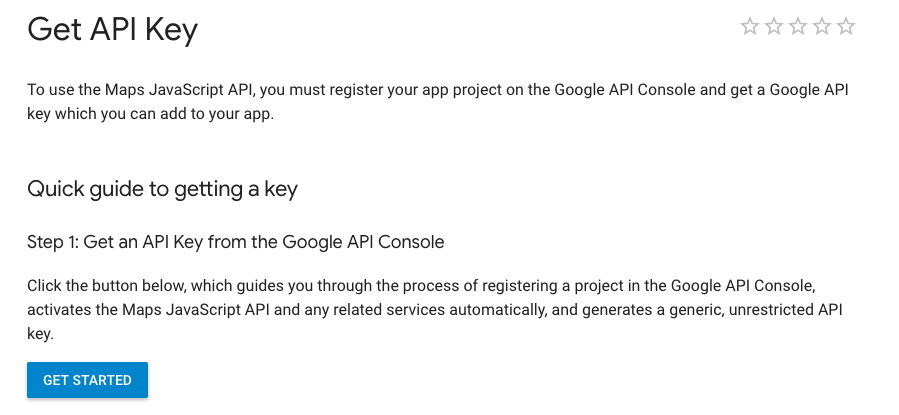 Get API Key
To use the Maps JavaScript API, you must register your app project on the Google API Console and get a Google API
key which you can add to your app.
Quick guide to getting a key
Step 1: Get an API Key from the Google API Console
Click the button below, which guides you through the process of registering a project in the Google API Console,
activates the Maps JavaScript API and any related services automatically, and generates a generic, unrestricted API
key.
GET STARTED